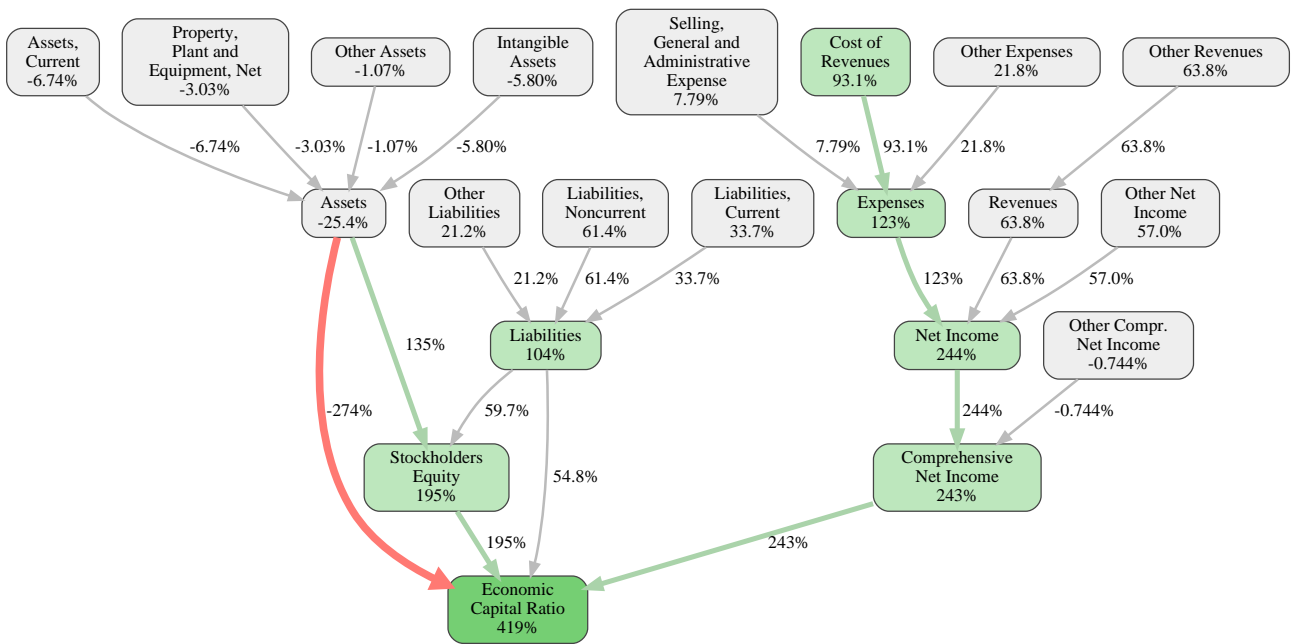 Assets,
Current
-6.74%
Property,
Plant and
Equipment, Net
-3.03%
Other Assets
-1.07%
Intangible
Assets
-5.80%
Selling,
General and
Administrative
Expense
7.79%
Cost of
Revenues
93.1%
Other Expenses
21.8%
Other Revenues
63.8%
-6.74%
-3.03%
-1.07%
-5.80%
7.79%
93.1%
21.8%
63.8%
Assets
-25.4%
Other
Liabilities
21.2%
Liabilities,
Noncurrent
61.4%
Liabilities,
Current
33.7%
Expenses
123%
Revenues
63.8%
Other Net
Income
57.0%
21.2%
61.4%
33.7%
123%
63.8%
57.0%
135%
Liabilities
104%
Net Income
244%
Other Compr.
Net Income
-0.744%
-274%
59.7%
244%
-0.744%
Stockholders
Equity
195%
54.8%
Comprehensive
Net Income
243%
195%
243%
Economic
Capital Ratio
419%